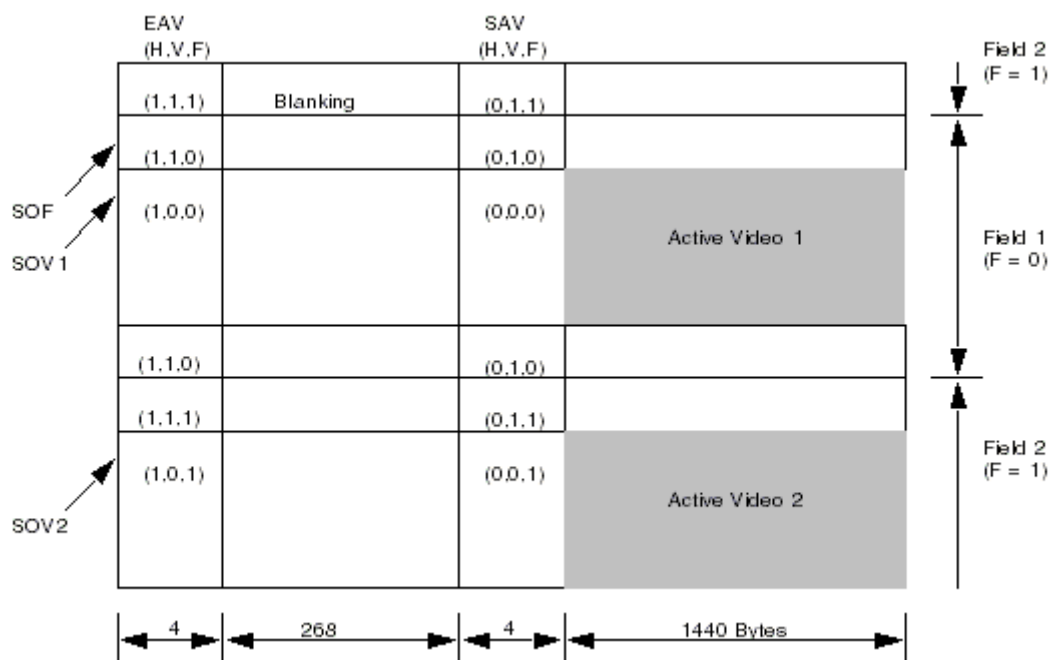 EAV
(H,V,F)
SAV
(H,V,F)
Field 2
(F = 1)
(1,1,1)
Blanking
(0,1,1)
(1,1,0)
(0,1,0)
SOF
(1,0,0)
(0,0,0)
Active Video 1
Field 1
(F = 0)
SOV1
(1,1,0)
(0,1,0)
(1,1,1)
(0,1,1)
Field 2
(F = 1)
(1,0,1)
(0,0,1)
Active Video 2
SOV2
4
268
4
1440 Bytes